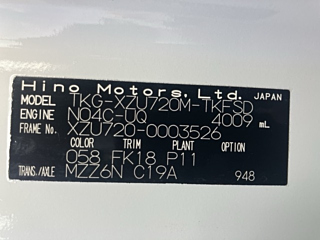 Hino Motors, Ltd. JAPAN
MODEL TKG-XZU720M-TKFSD
ENGINE N04C-UQ 4009 mL
FRAME No. XZU720-0003526
COLOR TRIM PLANT OPTION
058 FK18 P11
TRANS./AXLE MZZ6N C19A 948